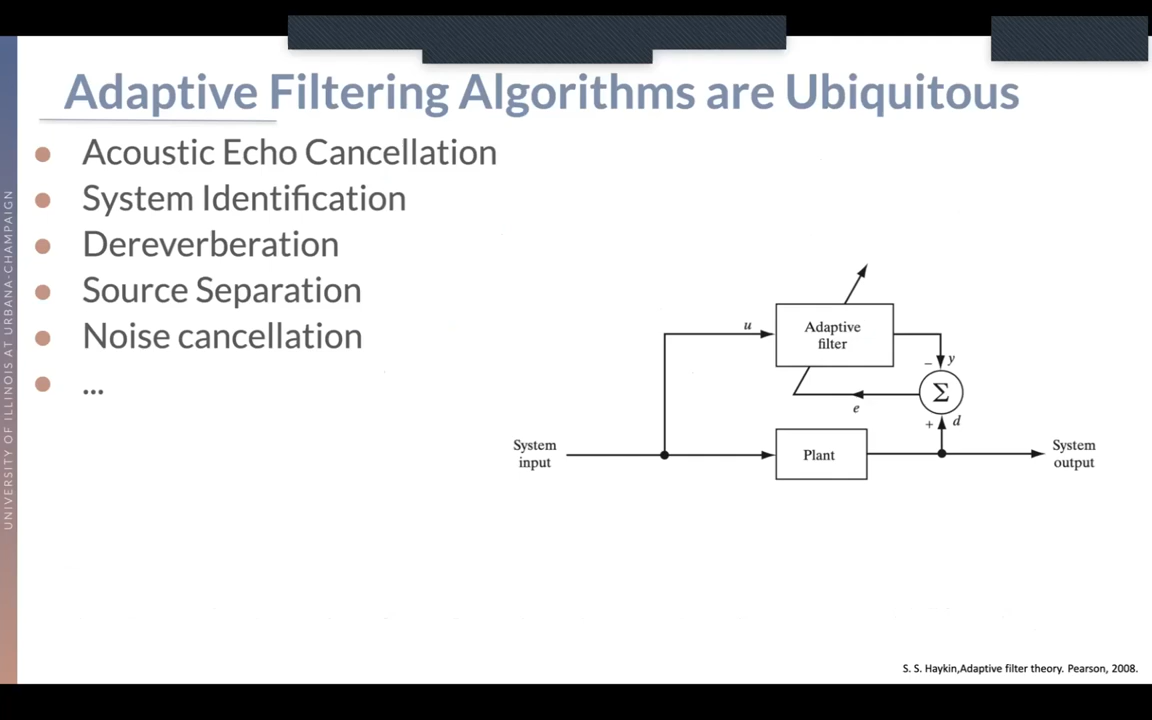 Adaptive Filtering Algorithms are Ubiquitous
Acoustic Echo Cancellation
System Identification
Dereverberation
Source Separation
Noise cancellation
...
UNIVERSITY OF ILLINOIS AT URBANA-CHAMPAIGN
u
Adaptive
filter
− y
Σ
e
+ d
System
input
Plant
System
output
S. S. Haykin,Adaptive filter theory. Pearson, 2008.